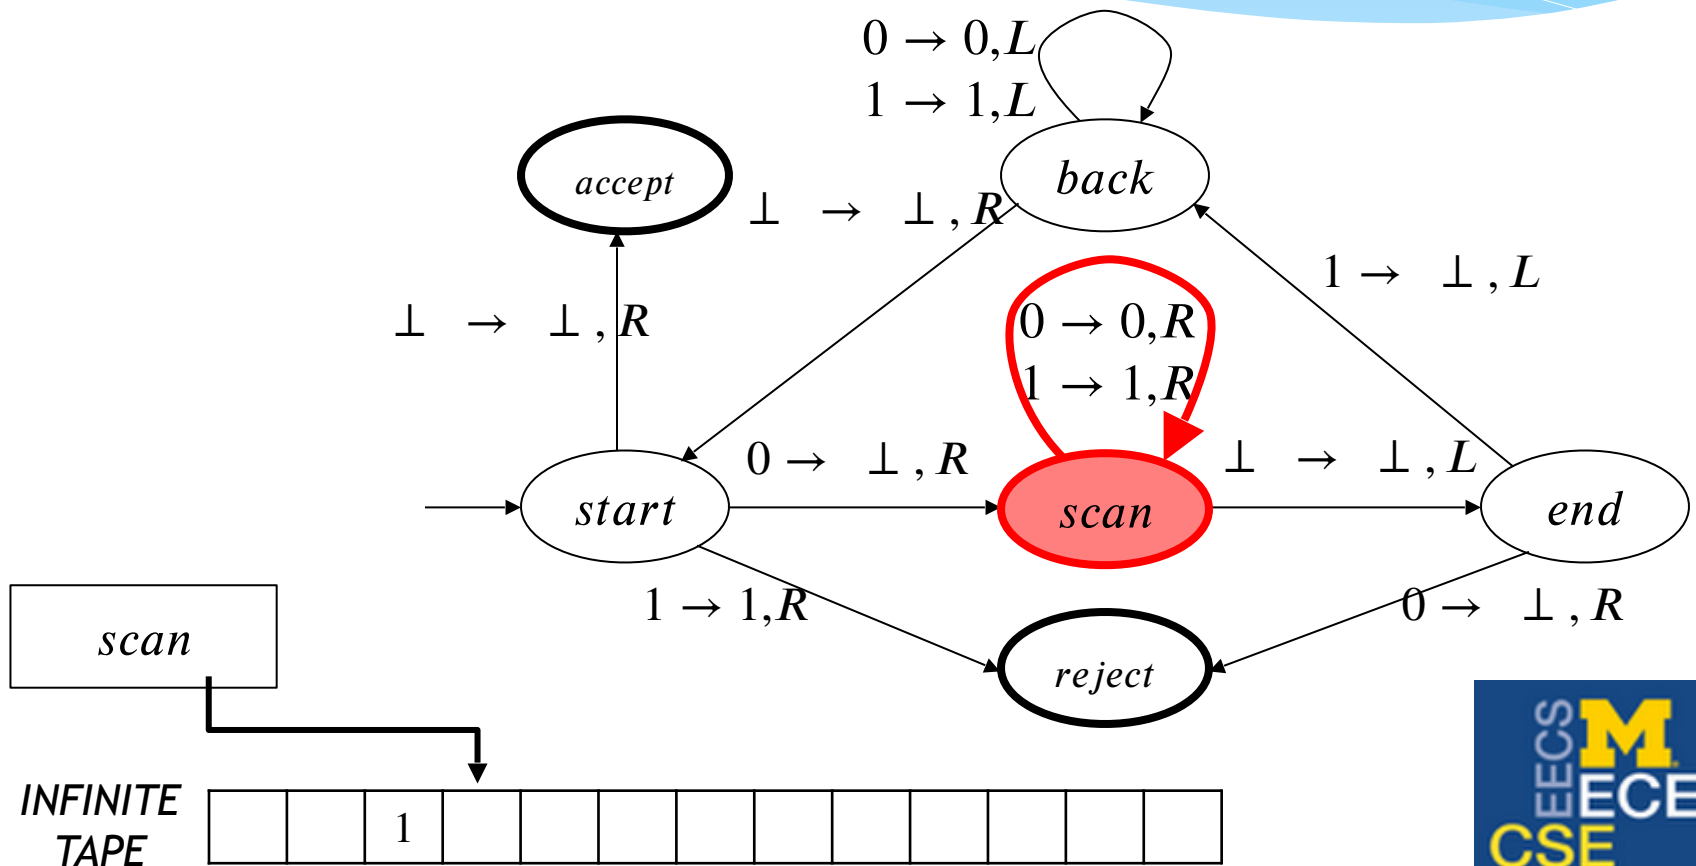 0 → 0,L
1 → 1,L
accept
back
⊥ → ⊥ , R
1 → ⊥ , L
⊥ → ⊥ , R
0 → 0,R
1 → 1,R
0 → ⊥ , R
⊥ → ⊥ , L
start
scan
end
1 → 1,R
0 → ⊥ , R
scan
reject
INFINITE
TAPE
1
EECS
M
ECE
CSE